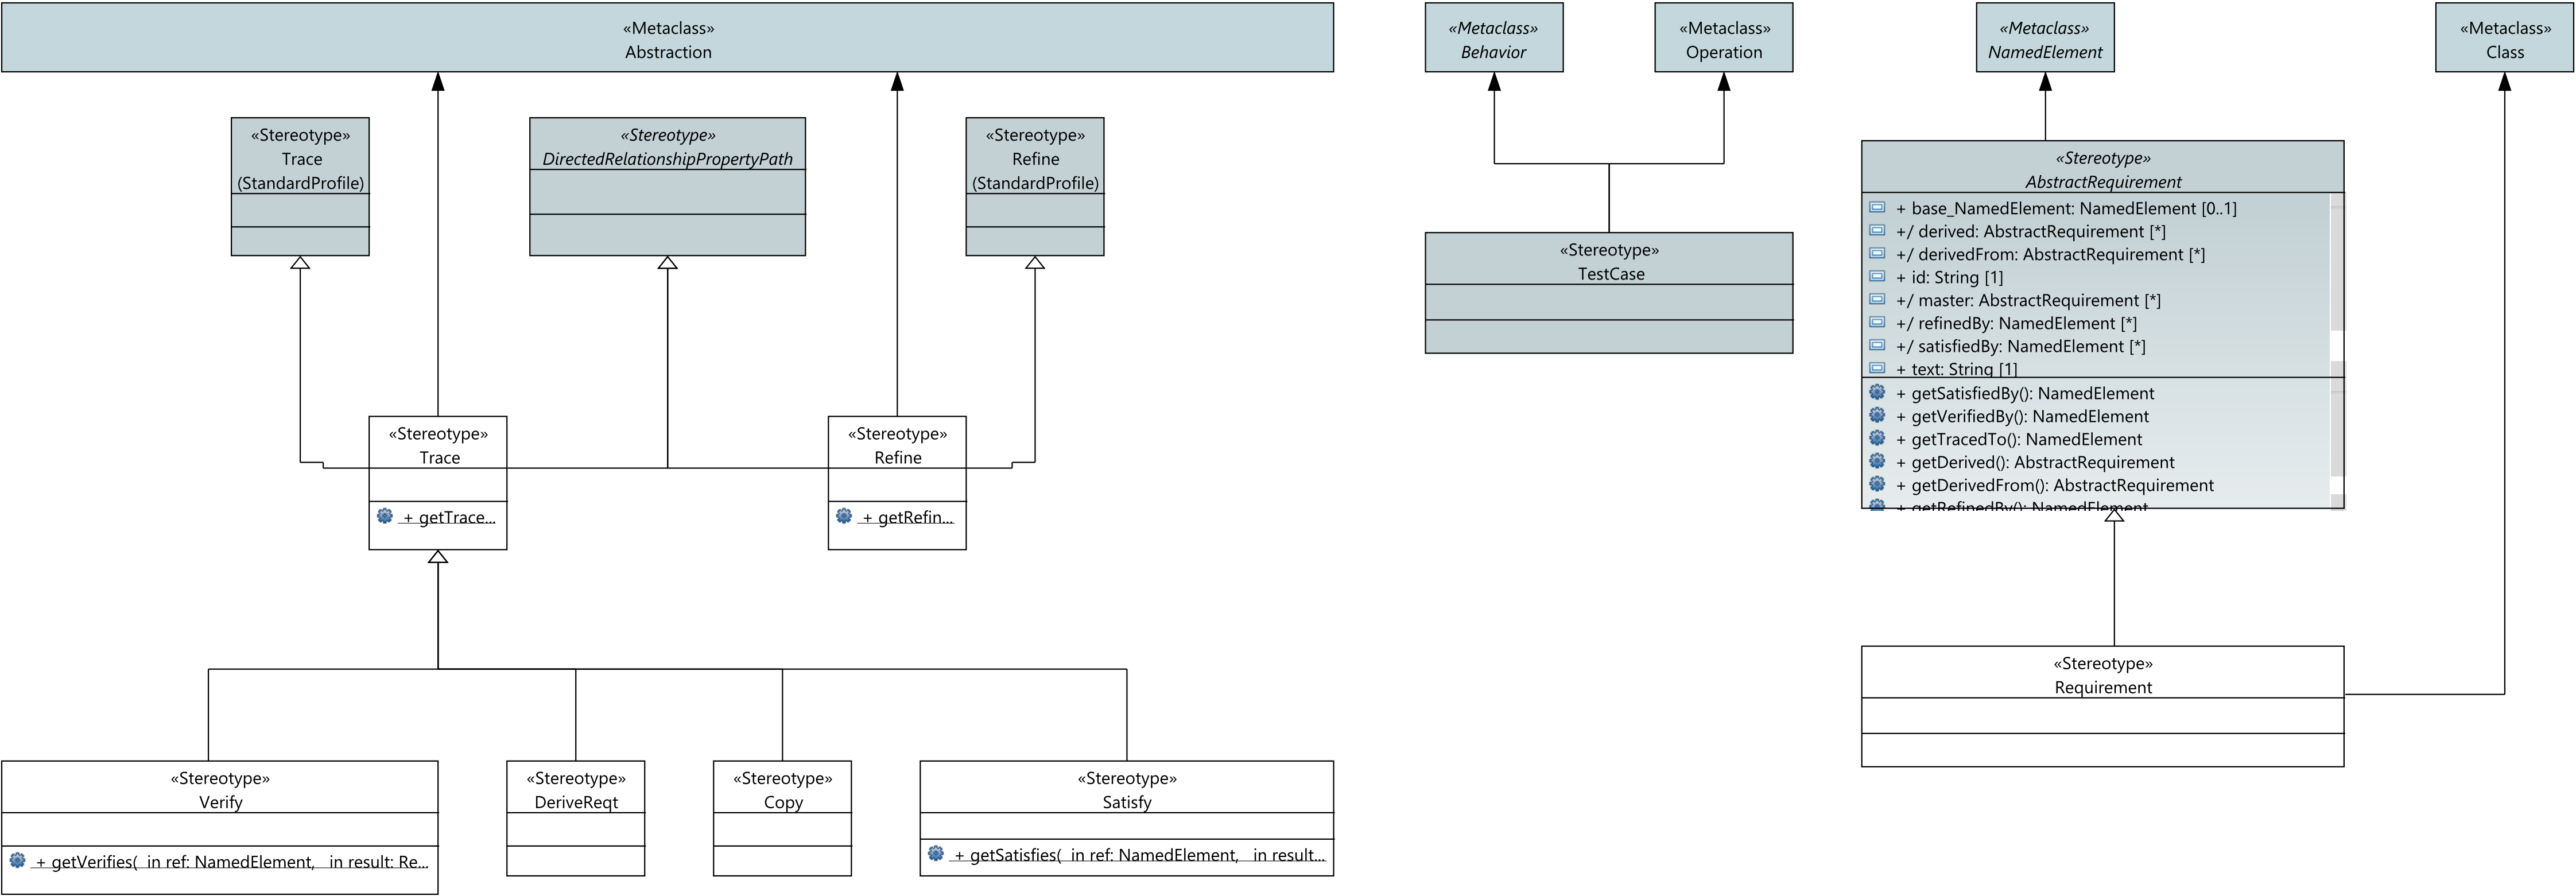 «Metaclass»
Abstraction
«Metaclass»
Behavior
«Metaclass»
Operation
«Metaclass»
NamedElement
«Metaclass»
Class
«Stereotype»
Trace
(StandardProfile)
«Stereotype»
DirectedRelationshipPropertyPath
«Stereotype»
Refine
(StandardProfile)
«Stereotype»
AbstractRequirement
+ base_NamedElement: NamedElement [0..1]
+/ derived: AbstractRequirement [*]
+/ derivedFrom: AbstractRequirement [*]
+ id: String [1]
+/ master: AbstractRequirement [*]
+/ refinedBy: NamedElement [*]
+/ satisfiedBy: NamedElement [*]
+ text: String [1]
+ getSatisfiedBy(): NamedElement
+ getVerifiedBy(): NamedElement
+ getTracedTo(): NamedElement
+ getDerived(): AbstractRequirement
+ getDerivedFrom(): AbstractRequirement
+ getRefinedBy(): NamedElement
«Stereotype»
TestCase
«Stereotype»
Trace
+ getTrace...
«Stereotype»
Refine
+ getRefin...
«Stereotype»
Requirement
«Stereotype»
Verify
+ getVerifies( in ref: NamedElement, in result: Re...
«Stereotype»
DeriveReqt
«Stereotype»
Copy
«Stereotype»
Satisfy
+ getSatisfies( in ref: NamedElement, in result...